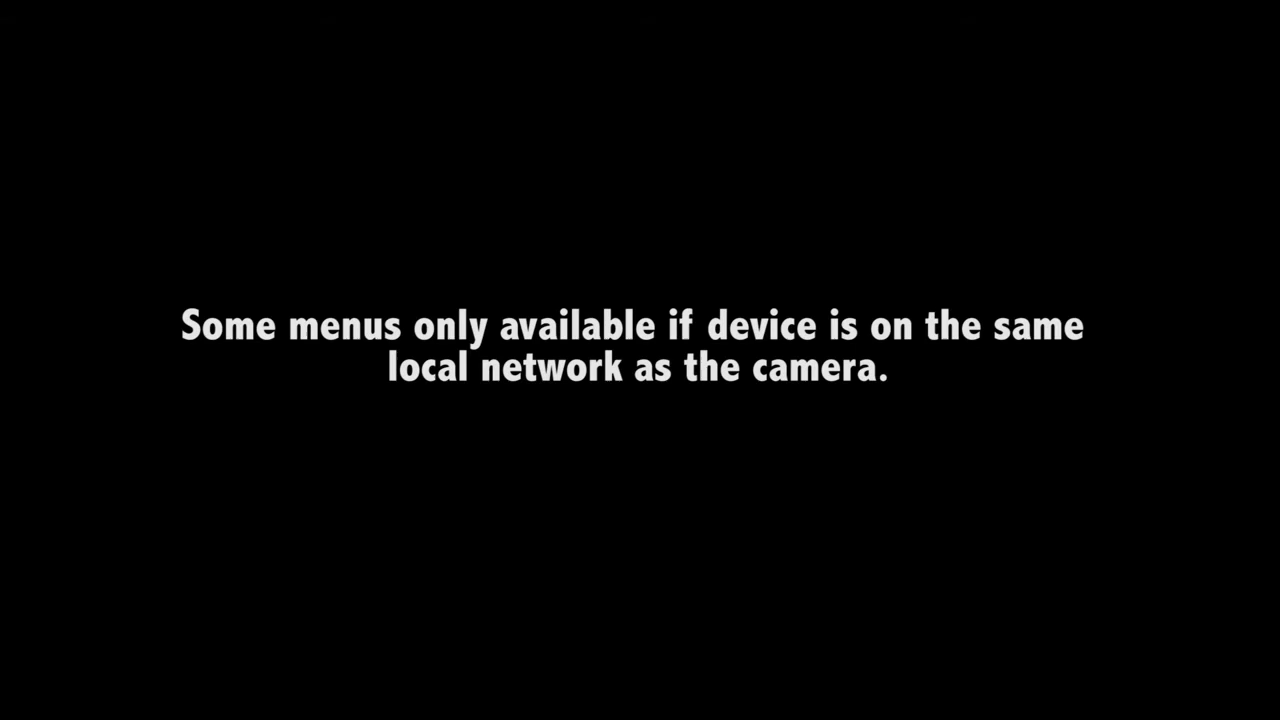 Some menus only available if device is on the same
local network as the camera.